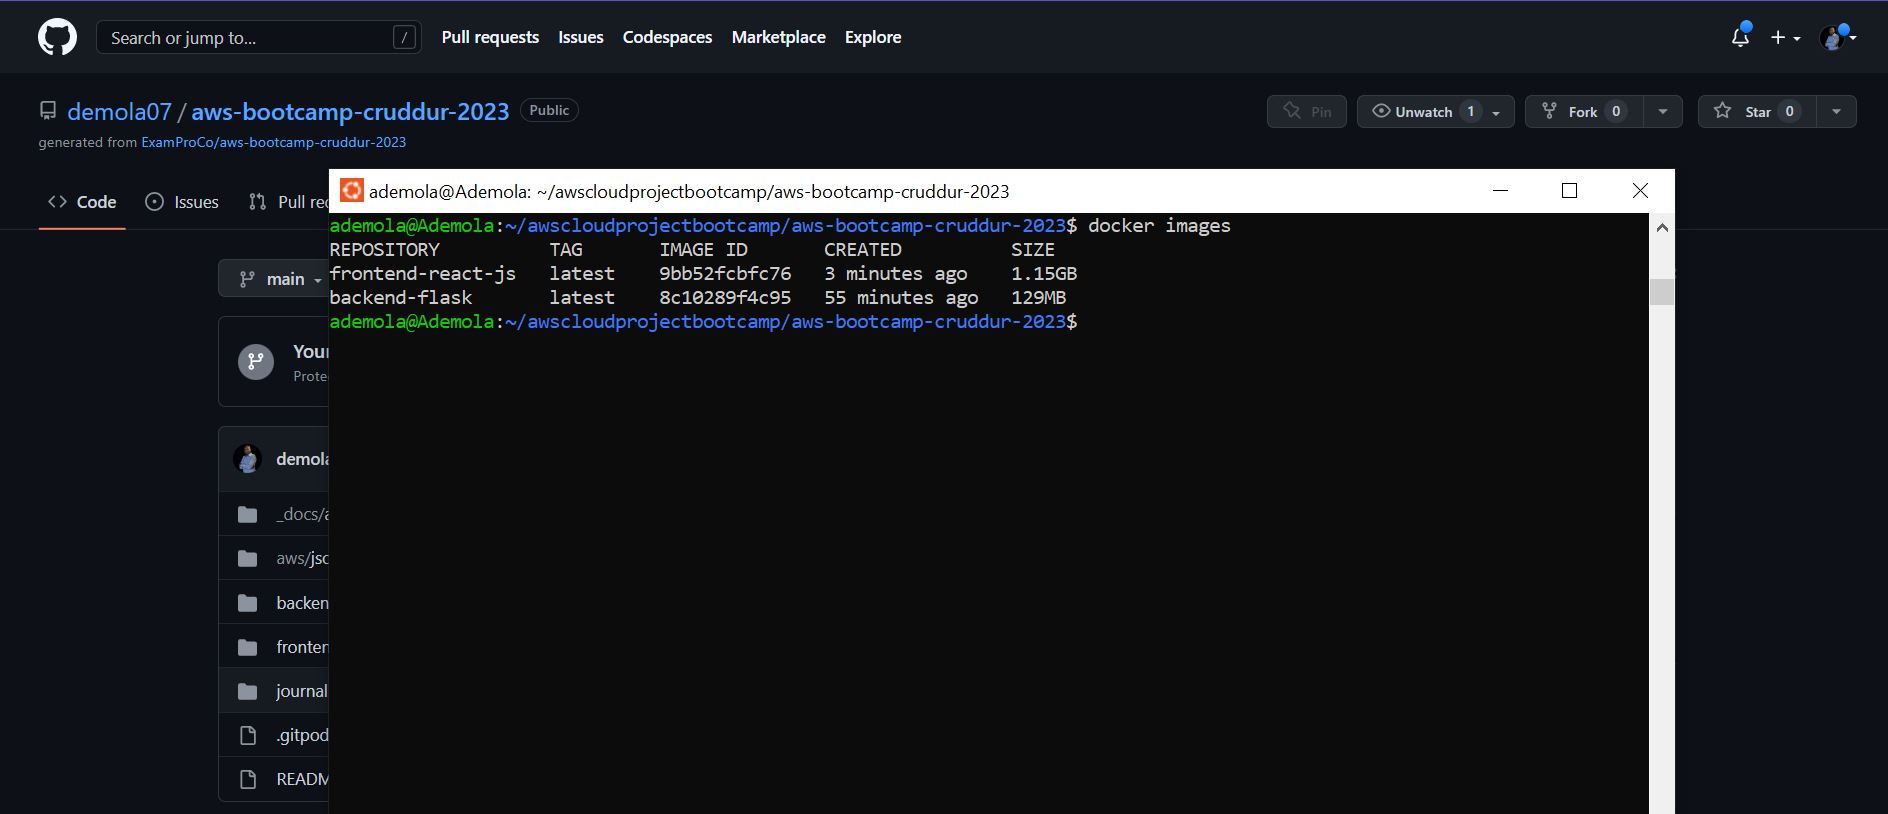 Search or jump to... /
Pull requests Issues Codespaces Marketplace Explore
demola07 / aws-bootcamp-cruddur-2023 Public
Pin Unwatch 1 Fork 0 Star 0
generated from ExamProCo/aws-bootcamp-cruddur-2023
Code Issues Pull
ademola@Ademola: ~/awscloudprojectbootcamp/aws-bootcamp-cruddur-2023
ademola@Ademola:~/awscloudprojectbootcamp/aws-bootcamp-cruddur-2023$ docker images
REPOSITORY TAG IMAGE ID CREATED SIZE
frontend-react-js latest 9bb52fcbfc76 3 minutes ago 1.15GB
backend-flask latest 8c10289f4c95 55 minutes ago 129MB
ademola@Ademola:~/awscloudprojectbootcamp/aws-bootcamp-cruddur-2023$
main
Your
Prote
demola
_docs/a
aws/jso
backen
fronten
journal
.gitpod
READM